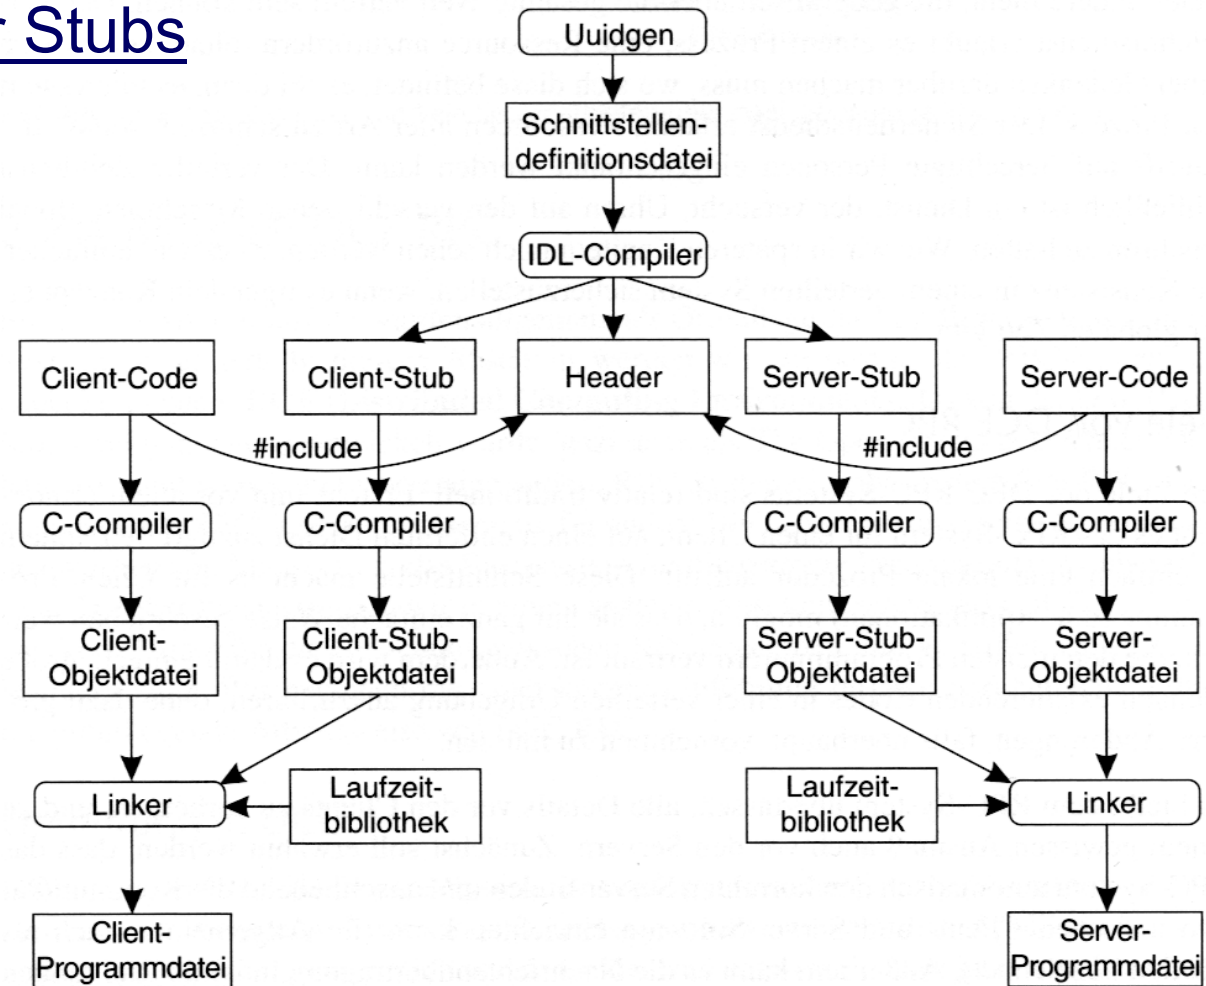 r Stubs
Uuidgen
Schnittstellen-
definitionsdatei
IDL-Compiler
Client-Code
Client-Stub
Header
Server-Stub
Server-Code
#include
#include
C-Compiler
C-Compiler
C-Compiler
C-Compiler
Client-
Objektdatei
Client-Stub-
Objektdatei
Server-Stub-
Objektdatei
Server-
Objektdatei
Linker
Laufzeit-
bibliothek
Laufzeit-
bibliothek
Linker
Client-
Programmdatei
Server-
Programmdatei